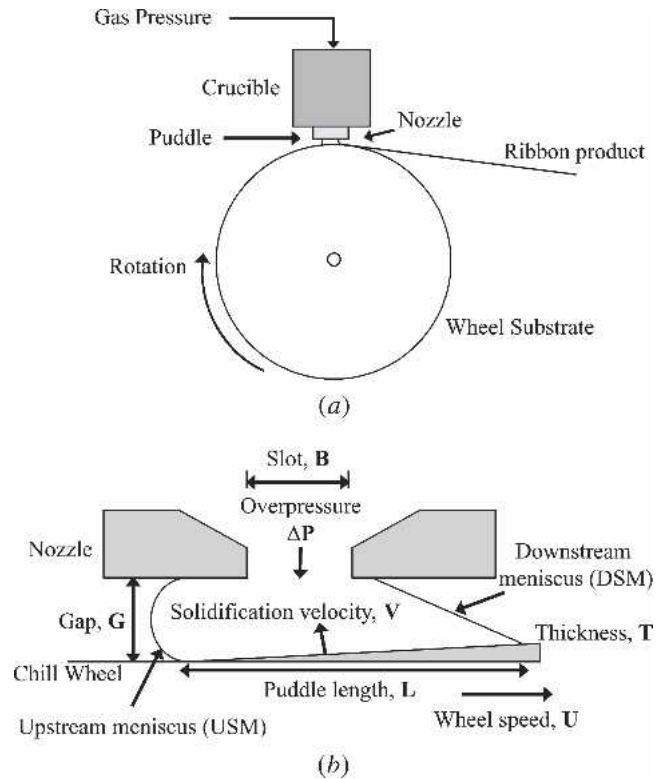 Gas Pressure
Crucible
Puddle
Nozzle
Ribbon product
Rotation
Wheel Substrate
(a)
Slot, B
Overpressure
ΔP
Nozzle
Downstream
meniscus (DSM)
Gap, G
Solidification velocity, V
Thickness, T
Chill Wheel
Puddle length, L
Upstream meniscus (USM)
Wheel speed, U
(b)